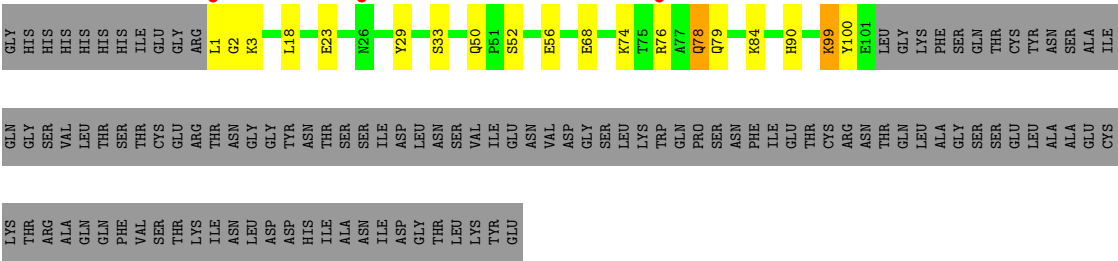 GLY HIS HIS HIS HIS HIS HIS ILE GLU GLY ARG L1 G2 K3 L18 E23 N26 Y29 S33 Q50 P51 S52 E56 E68 K74 T75 R76 A77 Q78 Q79 K84 H90 K99 Y100 E101 LEU GLY LYS PHE SER GLN THR CYS TYR ASN SER ALA ILE
GLN GLY SER VAL LEU THR SER THR CYS GLU ARG THR ASN GLY GLY TYR ASN THR SER SER ILE ASP LEU ASN SER VAL ILE GLU ASN VAL ASP GLY SER LEU LYS TRP GLN PRO SER ASN PHE ILE GLU THR CYS ARG ASN THR GLN LEU ALA GLY SER SER GLU LEU ALA ALA GLU CYS
LYS THR ARG ALA GLN GLN PHE VAL SER THR LYS ILE ASN LEU ASP ASP HIS ILE ALA ASN ILE ASP GLY THR LEU LYS TYR GLU